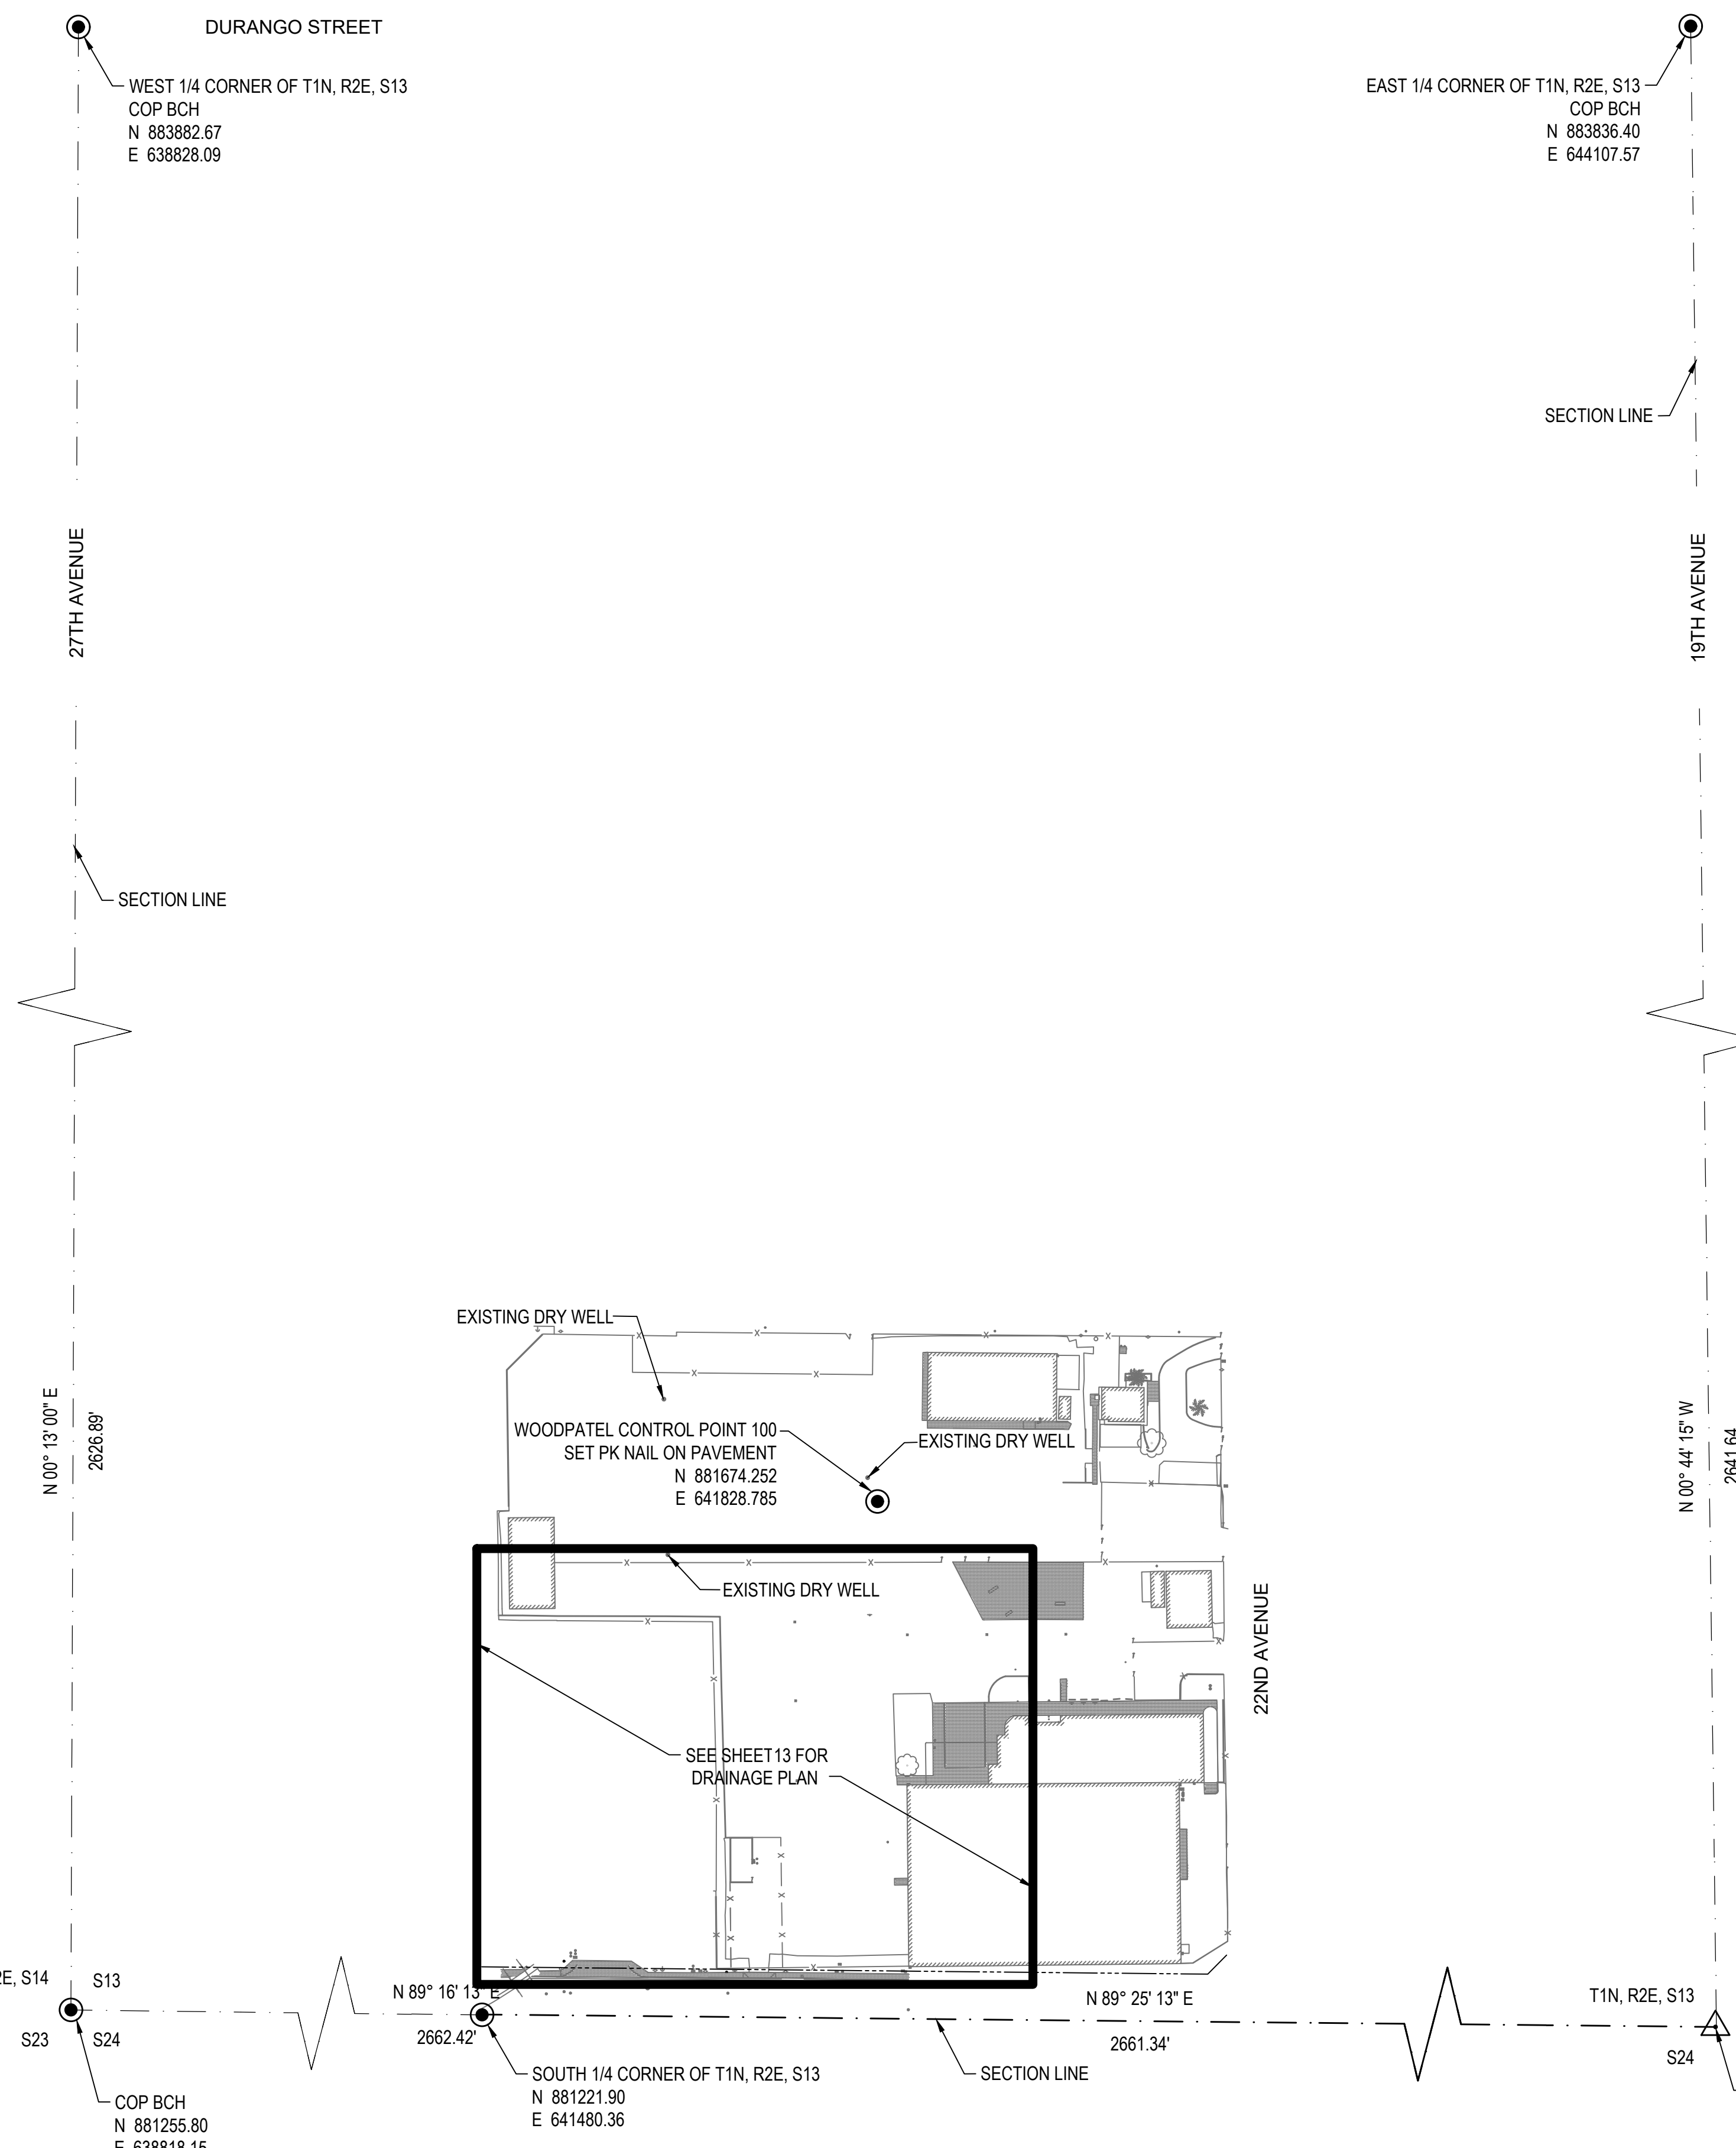 DURANGO STREET
WEST 1/4 CORNER OF T1N, R2E, S13
COP BCH
N 883882.67
E 638828.09
EAST 1/4 CORNER OF T1N, R2E, S13
COP BCH
N 883836.40
E 644107.57
SECTION LINE
27TH AVENUE
19TH AVENUE
SECTION LINE
EXISTING DRY WELL
N 00° 13' 00" E
2626.89'
WOODPATEL CONTROL POINT 100
SET PK NAIL ON PAVEMENT
N 881674.252
E 641828.785
EXISTING DRY WELL
N 00° 44' 15" W
2641.64
EXISTING DRY WELL
22ND AVENUE
SEE SHEET13 FOR
DRAINAGE PLAN
E, S14
S13
S23
S24
N 89° 16' 13" E
2662.42'
N 89° 25' 13" E
2661.34'
T1N, R2E, S13
S24
SOUTH 1/4 CORNER OF T1N, R2E, S13
N 881221.90
E 641480.36
SECTION LINE
COP BCH
N 881255.80
E 638818.15